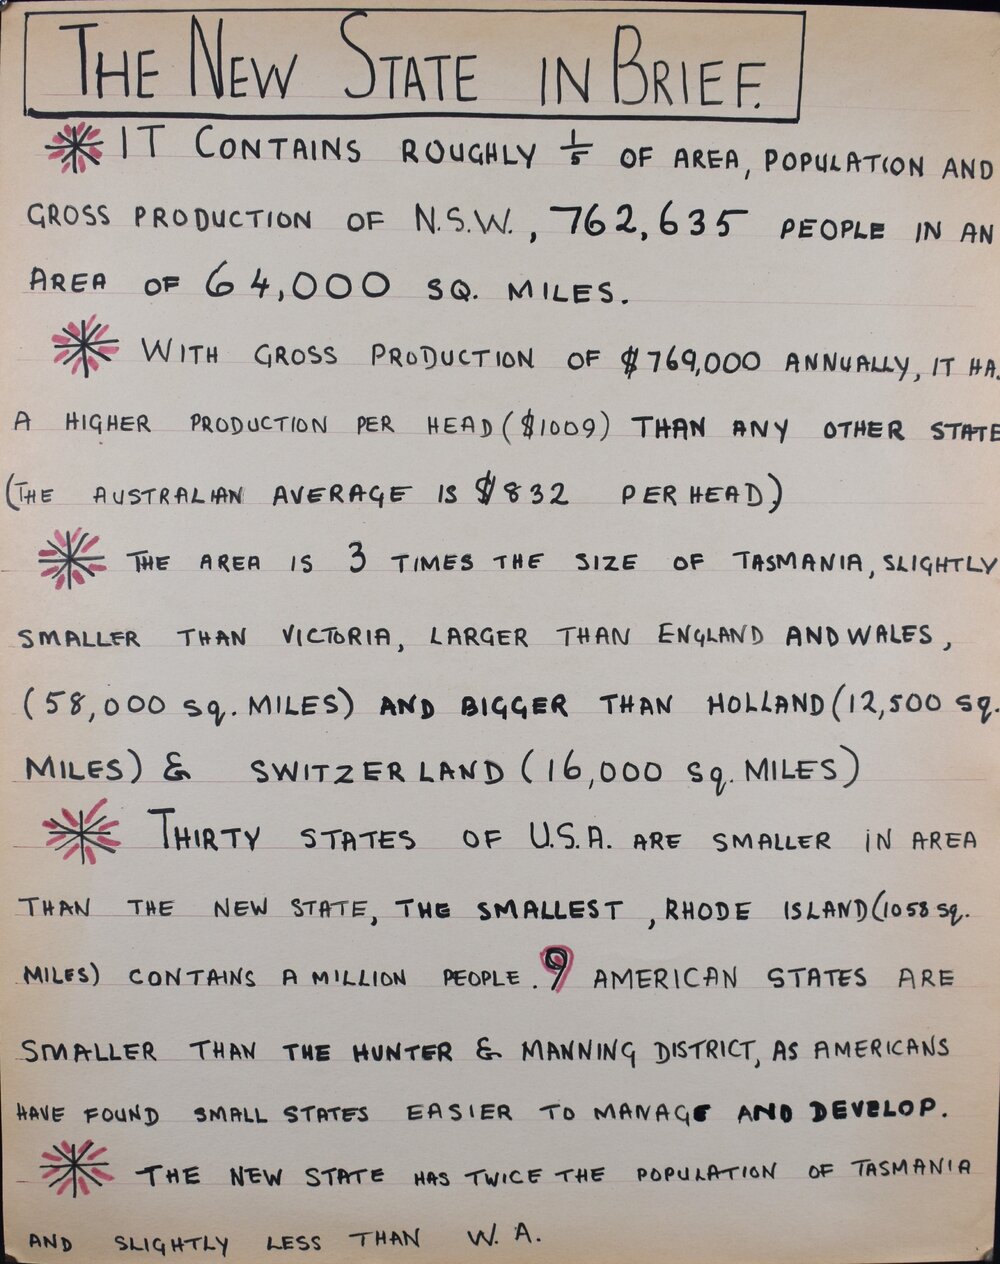 THE NEW STATE IN BRIEF.
IT CONTAINS ROUGHLY 1/5 OF AREA, POPULATION AND
GROSS PRODUCTION OF N.S.W., 762,635 PEOPLE IN AN
AREA OF 64,000 SQ. MILES.
WITH GROSS PRODUCTION OF $769,000 ANNUALLY, IT HA
A HIGHER PRODUCTION PER HEAD ($1009) THAN ANY OTHER STATE
(THE AUSTRALIAN AVERAGE IS $832 PER HEAD)
THE AREA IS 3 TIMES THE SIZE OF TASMANIA, SLIGHTLY
SMALLER THAN VICTORIA, LARGER THAN ENGLAND AND WALES,
(58,000 Sq. MILES) AND BIGGER THAN HOLLAND (12,500 Sq.
MILES) & SWITZERLAND (16,000 Sq. MILES)
THIRTY STATES OF U.S.A. ARE SMALLER IN AREA
THAN THE NEW STATE, THE SMALLEST, RHODE ISLAND (1058 Sq.
MILES) CONTAINS A MILLION PEOPLE. 9 AMERICAN STATES ARE
SMALLER THAN THE HUNTER & MANNING DISTRICT, AS AMERICANS
HAVE FOUND SMALL STATES EASIER TO MANAGE AND DEVELOP.
THE NEW STATE HAS TWICE THE POPULATION OF TASMANIA
AND SLIGHTLY LESS THAN W. A.